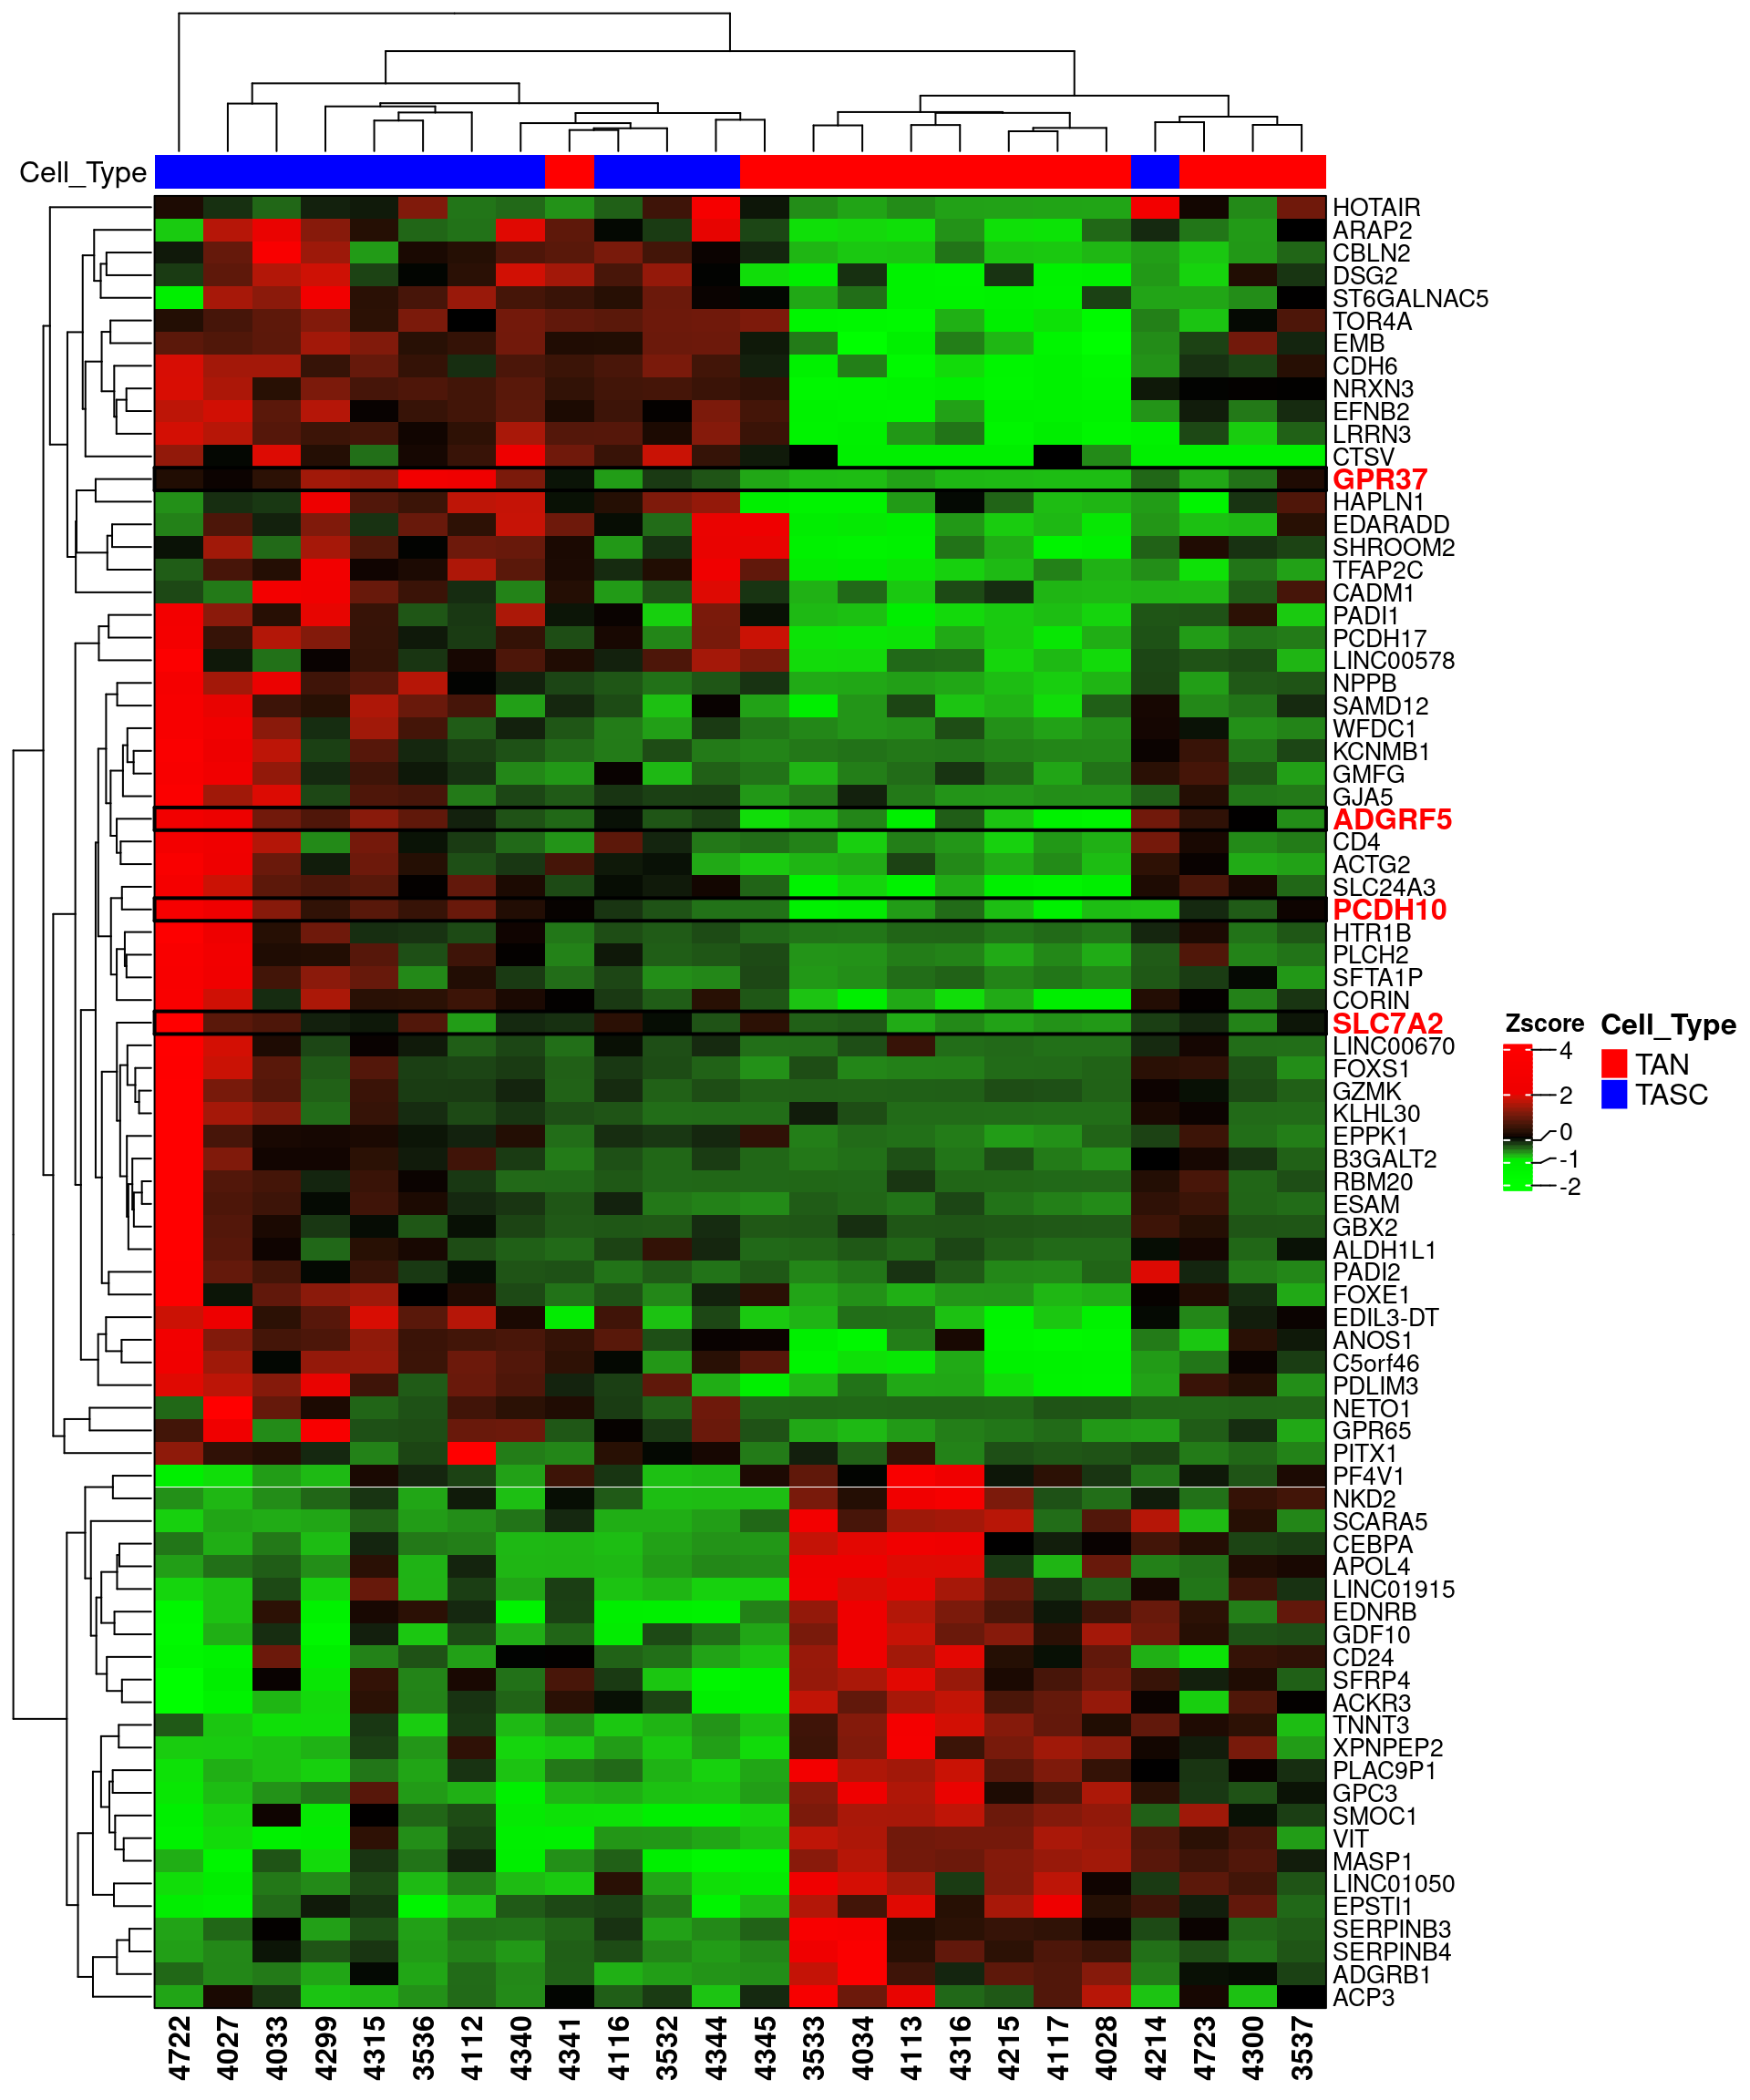 Cell_Type
HOTAIR
ARAP2
CBLN2
DSG2
ST6GALNAC5
TOR4A
EMB
CDH6
NRXN3
EFNB2
LRRN3
CTSV
GPR37
HAPLN1
EDARADD
SHROOM2
TFAP2C
CADM1
PADI1
PCDH17
LINC00578
NPPB
SAMD12
WFDC1
KCNMB1
GMFG
GJA5
ADGRF5
CD4
ACTG2
SLC24A3
PCDH10
HTR1B
PLCH2
SFTA1P
CORIN
SLC7A2
LINC00670
FOXS1
GZMK
KLHL30
EPPK1
B3GALT2
RBM20
ESAM
GBX2
ALDH1L1
PADI2
FOXE1
EDIL3-DT
ANOS1
C5orf46
PDLIM3
NETO1
GPR65
PITX1
PF4V1
NKD2
SCARA5
CEBPA
APOL4
LINC01915
EDNRB
GDF10
CD24
SFRP4
ACKR3
TNNT3
XPNPEP2
PLAC9P1
GPC3
SMOC1
VIT
MASP1
LINC01050
EPSTI1
SERPINB3
SERPINB4
ADGRB1
ACP3
4722
4027
4033
4299
4315
3536
4112
4340
4341
4116
3532
4344
4345
3533
4034
4113
4316
4215
4117
4028
4214
4723
4300
3537
Zscore
4
2
0
-1
-2
Cell_Type
TAN
TASC